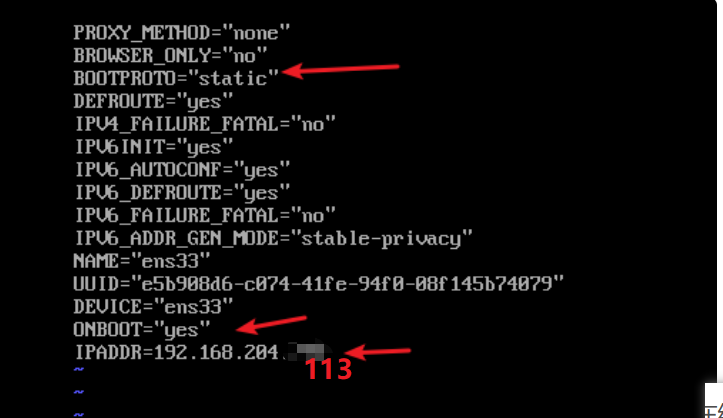 PROXY_METHOD="none"
BROWSER_ONLY="no"
BOOTPROTO="static"
DEFROUTE="yes"
IPV4_FAILURE_FATAL="no"
IPV6INIT="yes"
IPV6_AUTOCONF="yes"
IPV6_DEFROUTE="yes"
IPV6_FAILURE_FATAL="no"
IPV6_ADDR_GEN_MODE="stable-privacy"
NAME="ens33"
UUID="e5b908d6-c074-41fe-94f0-08f145b74079"
DEVICE="ens33"
ONBOOT="yes"
IPADDR=192.168.204.
113
~
~
~